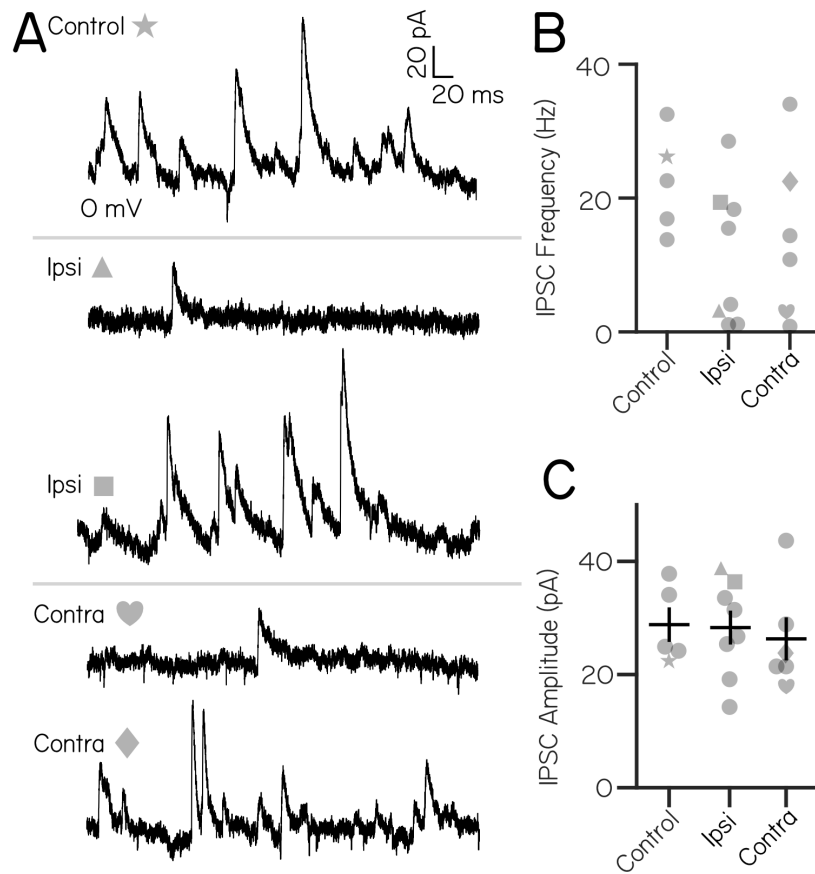 A
Control
20 pA
20 ms
0 mV
Ipsi
Ipsi
Contra
Contra
B
IPSC Frequency (Hz)
40
20
0
Control
Ipsi
Contra
C
IPSC Amplitude (pA)
40
20
0
Control
Ipsi
Contra